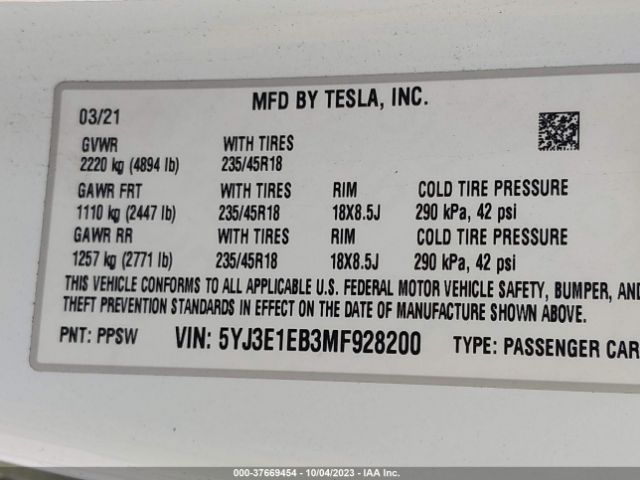 MFD BY TESLA, INC.
03/21
GVWR WITH TIRES
2220 kg (4894 lb) 235/45R18
GAWR FRT WITH TIRES RIM COLD TIRE PRESSURE
1110 kg (2447 lb) 235/45R18 18X8.5J 290 kPa, 42 psi
GAWR RR WITH TIRES RIM COLD TIRE PRESSURE
1257 kg (2771 lb) 235/45R18 18X8.5J 290 kPa, 42 psi
THIS VEHICLE CONFORMS TO ALL APPLICABLE U.S. FEDERAL MOTOR VEHICLE SAFETY, BUMPER, AND
THEFT PREVENTION STANDARDS IN EFFECT ON THE DATE OF MANUFACTURE SHOWN ABOVE.
PNT: PPSW VIN: 5YJ3E1EB3MF928200 TYPE: PASSENGER CAR
000-37669454 - 10/04/2023 - IAA, Inc.